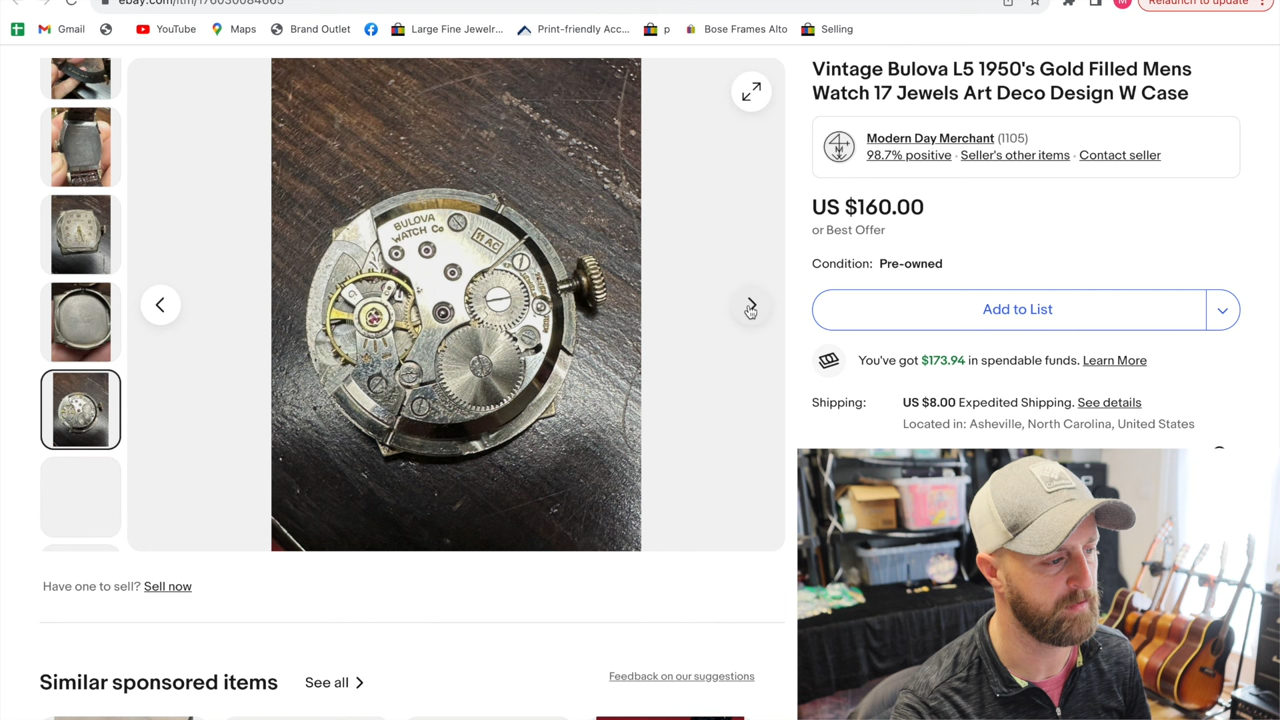 ebay.com/itm/176030084665
Relaunch to update
Gmail
YouTube
Maps
Brand Outlet
Large Fine Jewelr...
Print-friendly Acc...
p
Bose Frames Alto
Selling
Vintage Bulova L5 1950's Gold Filled Mens
Watch 17 Jewels Art Deco Design W Case
Modern Day Merchant (1105)
98.7% positive · Seller's other items · Contact seller
US $160.00
or Best Offer
Condition: Pre-owned
Add to List
You've got $173.94 in spendable funds. Learn More
Shipping: US $8.00 Expedited Shipping. See details
Located in: Asheville, North Carolina, United States
BULOVA
WATCH Co
11 AC
Have one to sell? Sell now
Similar sponsored items See all
Feedback on our suggestions